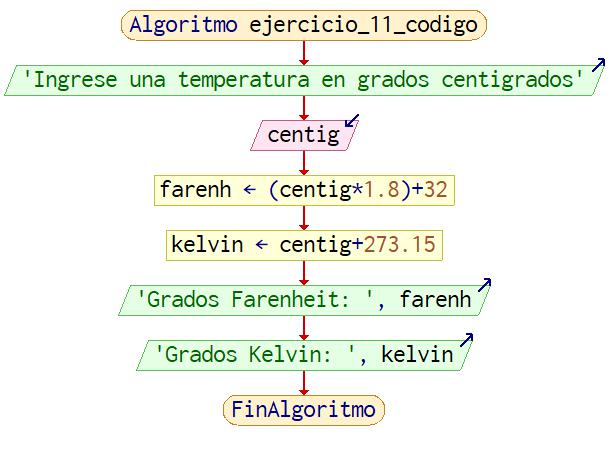 Algoritmo ejercicio_11_codigo
'Ingrese una temperatura en grados centigrados'
centig
farenh ← (centig*1.8)+32
kelvin ← centig+273.15
'Grados Farenheit: ', farenh
'Grados Kelvin: ', kelvin
FinAlgoritmo